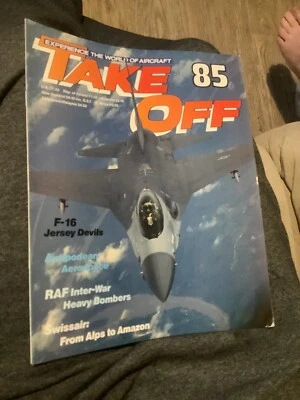 EXPERIENCE THE WORLD OF AIRCRAFT
TAKE
OFF
85
F-16
Jersey Devils
Antipodean
RAF Inter-War
Heavy Bombers
Swissair:
From Alps to Amazon